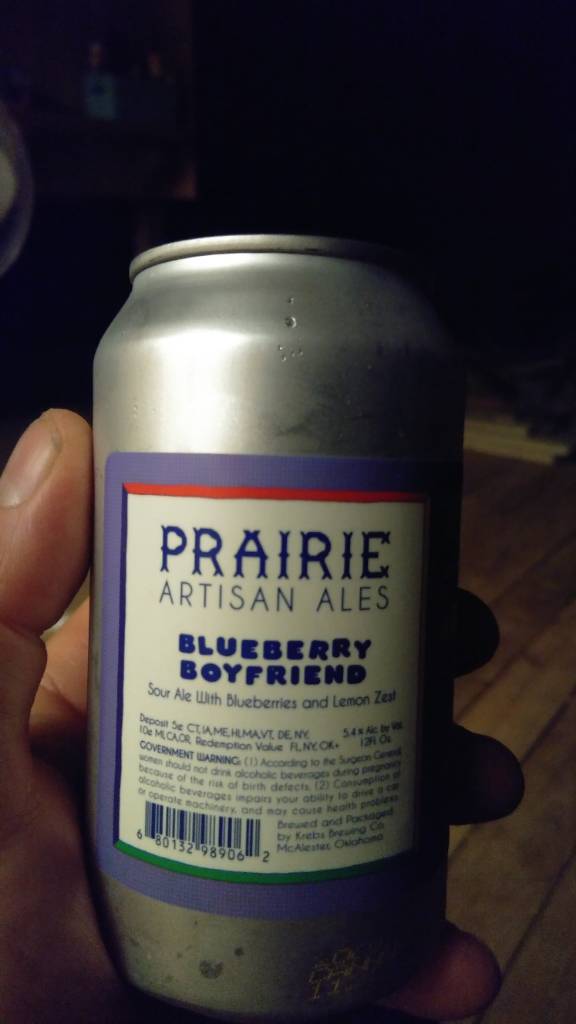 PRAIRIE
ARTISAN ALES
BLUEBERRY
BOYFRIEND
Sour Ale With Blueberries and Lemon Zest
Deposit 5¢ CT, IA, ME, HI, MA, VT, DE, NY, 5.4% Alc by Vol
10¢ MI, CA, OR, Redemption Value FL, NY, OK+ 12Fl Oz
GOVERNMENT WARNING: (1) According to the Surgeon General,
women should not drink alcoholic beverages during pregnancy
because of the risk of birth defects. (2) Consumption of
alcoholic beverages impairs your ability to drive a car
or operate machinery, and may cause health problems.
Brewed and Packaged
by Krebs Brewing Co.
McAlester, Oklahoma
6 80132 98906 2